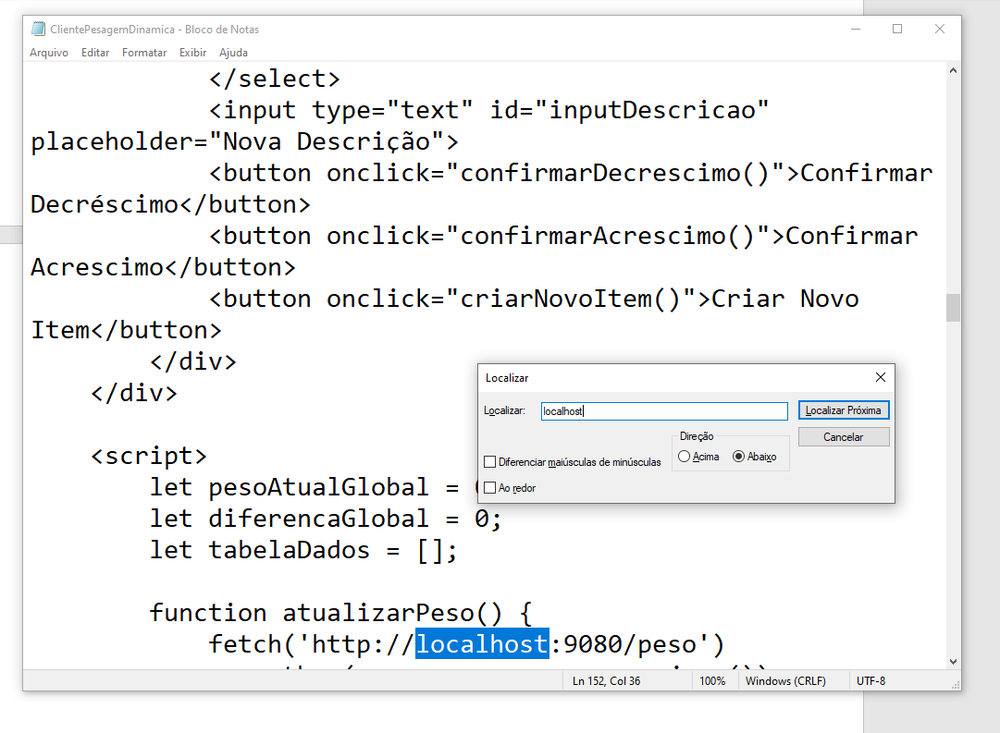 ClientePesagemDinamica - Bloco de Notas
Arquivo Editar Formatar Exibir Ajuda
</select>
<input type="text" id="inputDescricao"
placeholder="Nova Descrição">
<button onclick="confirmarDecrescimo()">Confirmar
Decréscimo</button>
<button onclick="confirmarAcrescimo()">Confirmar
Acrescimo</button>
<button onclick="criarNovoItem()">Criar Novo
Item</button>
</div>
</div>
<script>
let pesoAtualGlobal =
let diferencaGlobal = 0;
let tabelaDados = [];
function atualizarPeso() {
fetch('http://localhost:9080/peso')
Localizar
Localizar: localhost
Localizar Próxima
Cancelar
Direção
Acima Abaixo
Diferenciar maiúsculas de minúsculas
Ao redor
Ln 152, Col 36 100% Windows (CRLF) UTF-8